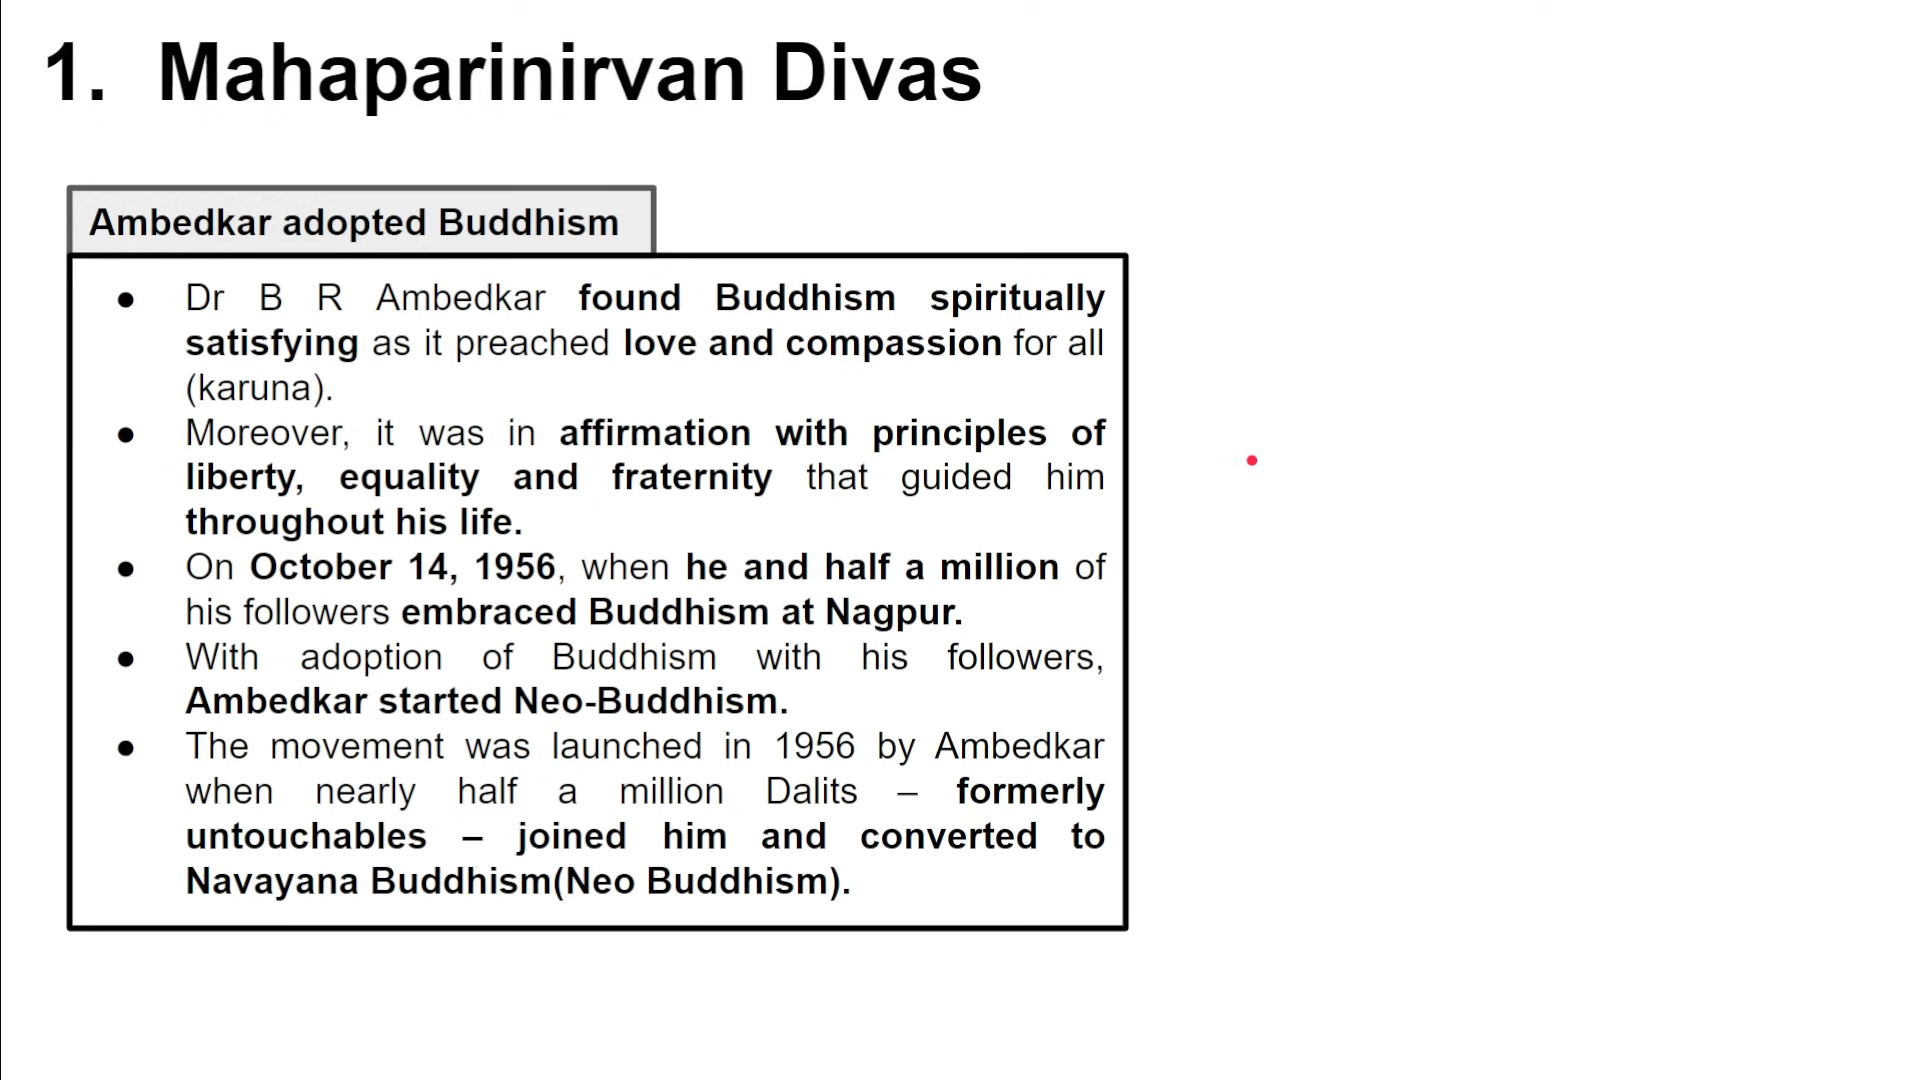 1. Mahaparinirvan Divas
Ambedkar adopted Buddhism
● Dr B R Ambedkar found Buddhism spiritually
satisfying as it preached love and compassion for all
(karuna).
● Moreover, it was in affirmation with principles of
liberty, equality and fraternity that guided him
throughout his life.
● On October 14, 1956, when he and half a million of
his followers embraced Buddhism at Nagpur.
● With adoption of Buddhism with his followers,
Ambedkar started Neo-Buddhism.
● The movement was launched in 1956 by Ambedkar
when nearly half a million Dalits – formerly
untouchables – joined him and converted to
Navayana Buddhism(Neo Buddhism).